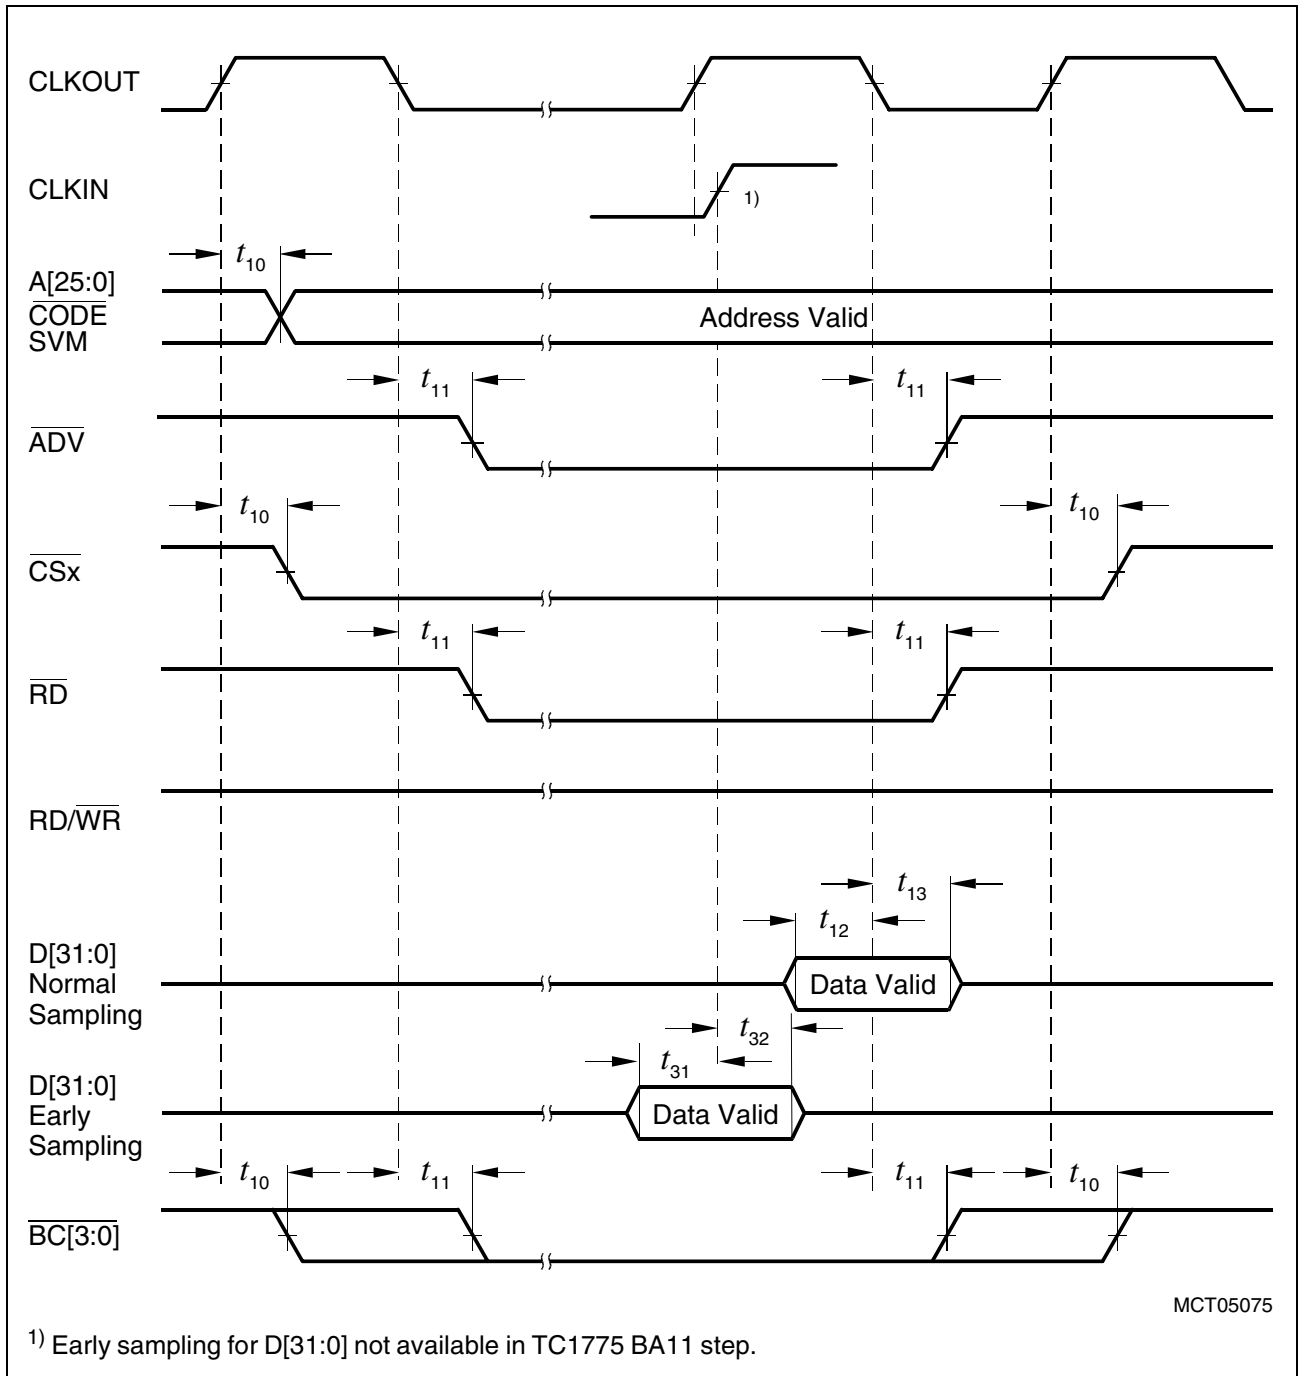 CLKOUT
CLKIN
1)
t10
A[25:0]
CODE
SVM
Address Valid
t11 t11
ADV
t10 t10
CSx
t11 t11
RD
RD/WR
t13
t12
D[31:0]
Normal
Sampling
Data Valid
t32
t31
D[31:0]
Early
Sampling
Data Valid
t10 t11 t11 t10
BC[3:0]
MCT05075
1) Early sampling for D[31:0] not available in TC1775 BA11 step.